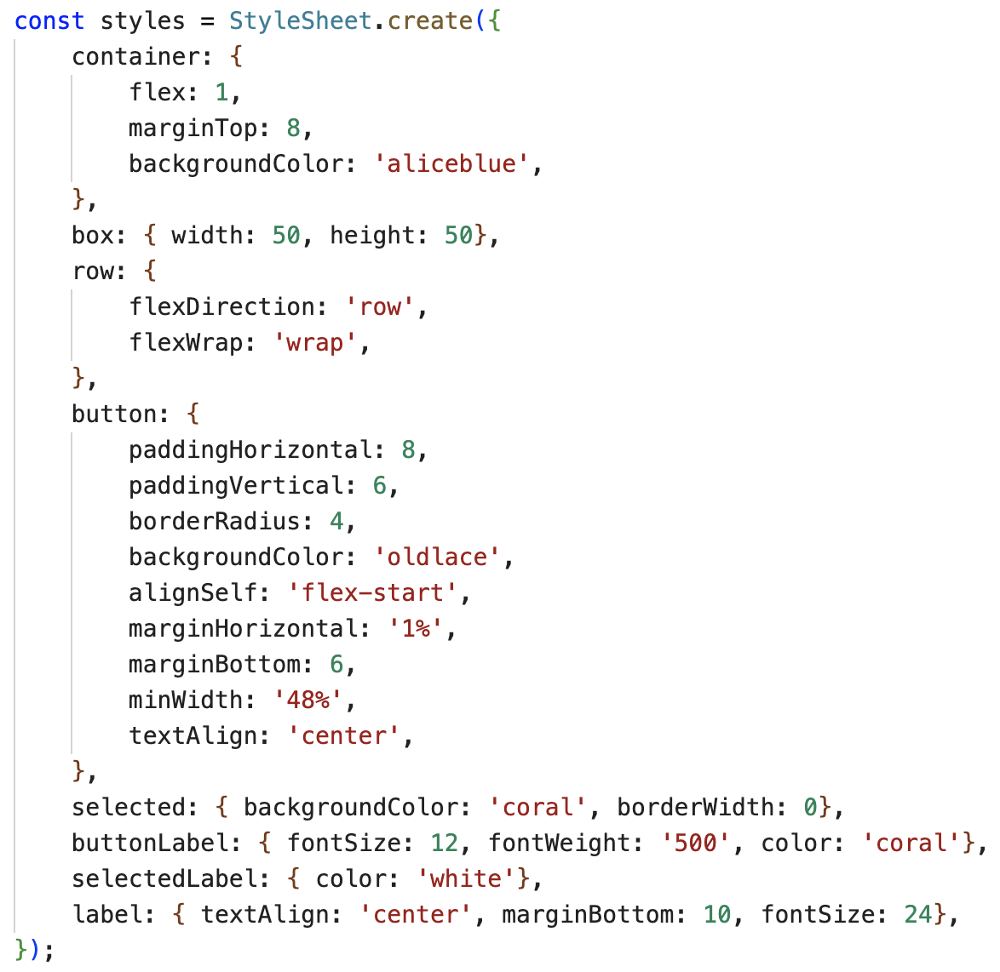 const styles = StyleSheet.create({
    container: {
        flex: 1,
        marginTop: 8,
        backgroundColor: 'aliceblue',
    },
    box: { width: 50, height: 50},
    row: {
        flexDirection: 'row',
        flexWrap: 'wrap',
    },
    button: {
        paddingHorizontal: 8,
        paddingVertical: 6,
        borderRadius: 4,
        backgroundColor: 'oldlace',
        alignSelf: 'flex-start',
        marginHorizontal: '1%',
        marginBottom: 6,
        minWidth: '48%',
        textAlign: 'center',
    },
    selected: { backgroundColor: 'coral', borderWidth: 0},
    buttonLabel: { fontSize: 12, fontWeight: '500', color: 'coral'},
    selectedLabel: { color: 'white'},
    label: { textAlign: 'center', marginBottom: 10, fontSize: 24},
});